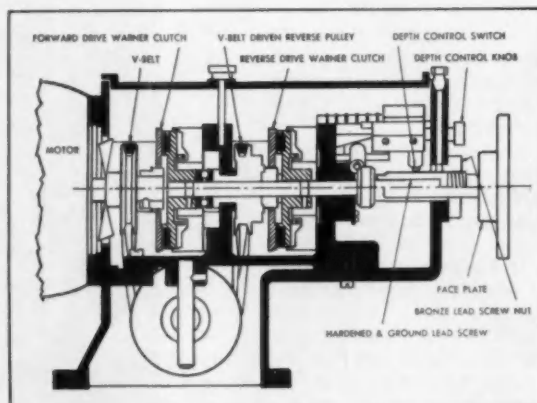 FORWARD DRIVE WARNER CLUTCH
V-BELT DRIVEN REVERSE PULLEY
DEPTH CONTROL SWITCH
V-BELT
REVERSE DRIVE WARNER CLUTCH
DEPTH CONTROL KNOB
MOTOR
FACE PLATE
BRONZE LEAD SCREW NUT
HARDENED & GROUND LEAD SCREW